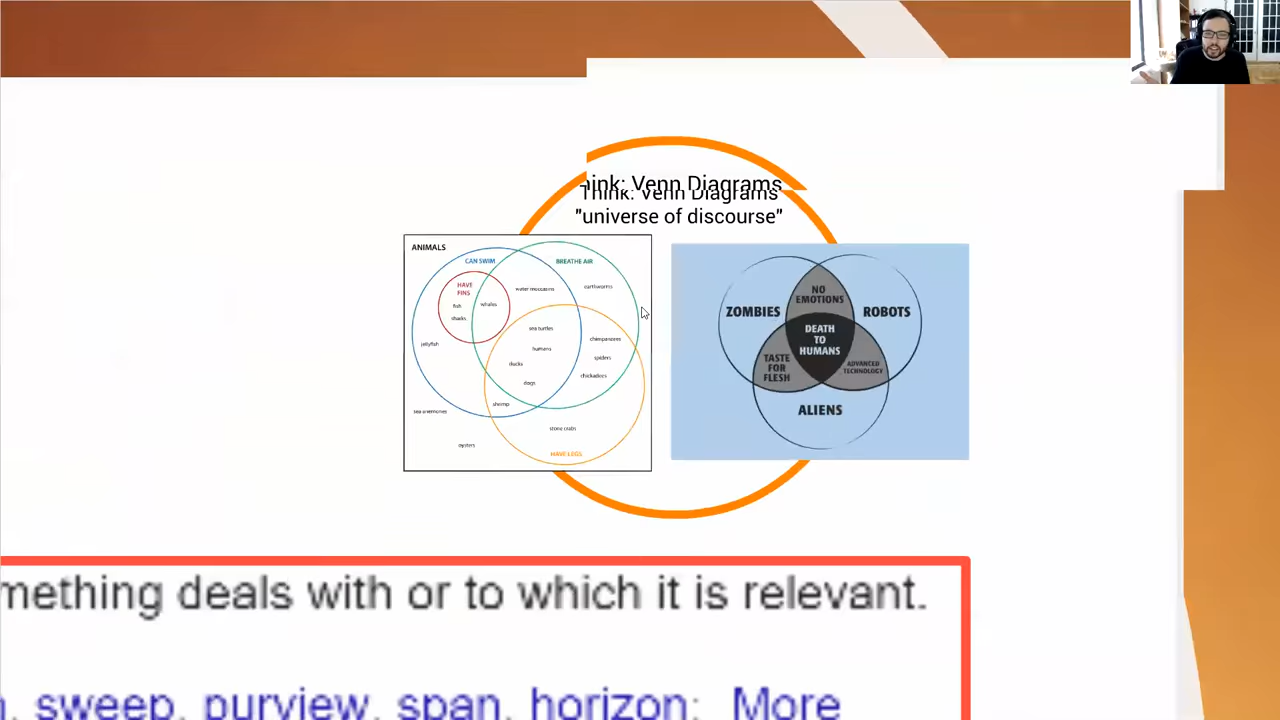 Think: Venn Diagrams
"universe of discourse"
ANIMALS
CAN SWIM
BREATHE AIR
HAVE
FINS
fish
whales
sharks
water moccasins
earthworms
sea turtles
humans
chimpanzees
spiders
ducks
chickadees
dogs
jellyfish
shrimp
sea anemones
stone crabs
oysters
HAVE LEGS
NO
EMOTIONS
ZOMBIES
ROBOTS
DEATH
TO
HUMANS
TASTE
FOR
FLESH
ADVANCED
TECHNOLOGY
ALIENS
mething deals with or to which it is relevant.
, sweep, purview, span, horizon; More